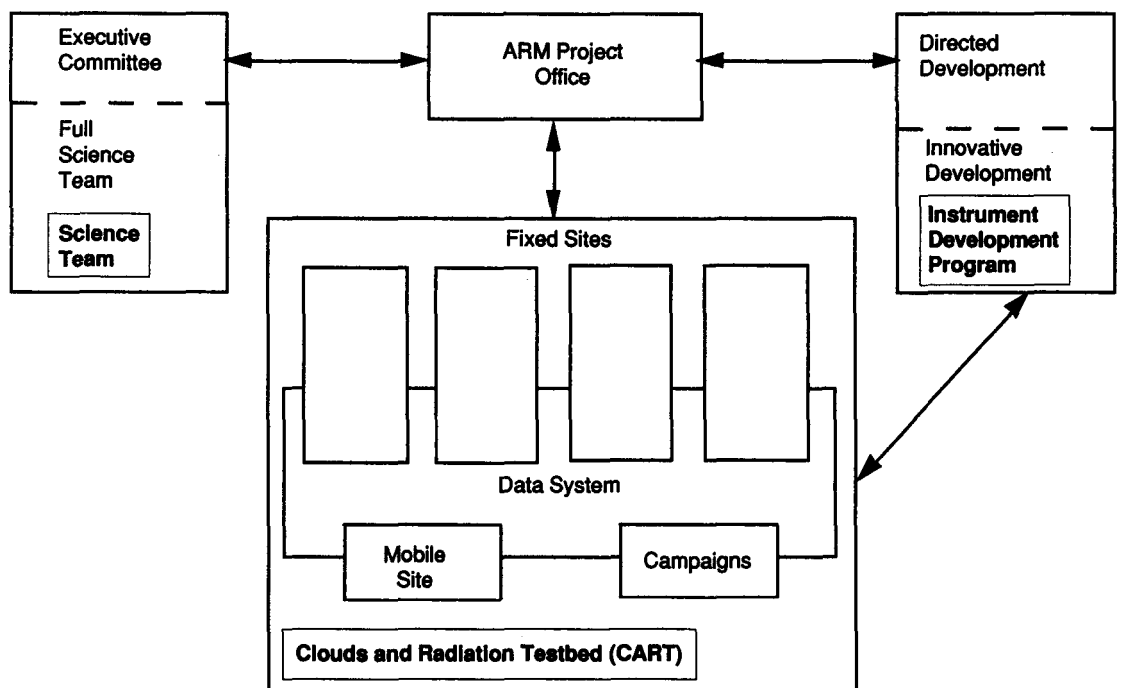 Executive
Committee
Full
Science
Team
Science
Team
ARM Project
Office
Directed
Development
Innovative
Development
Instrument
Development
Program
Fixed Sites
Data System
Mobile
Site
Campaigns
Clouds and Radiation Testbed (CART)